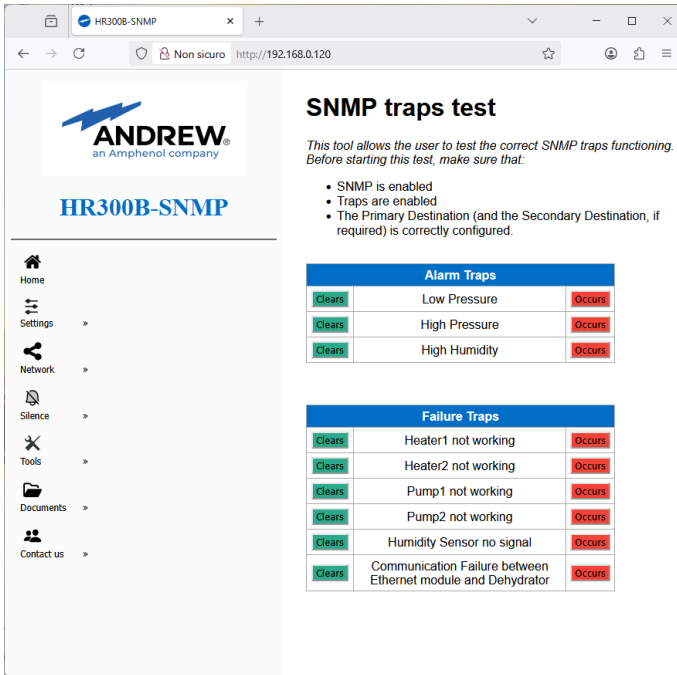 HR300B-SNMP
Non sicuro http://192.168.0.120
ANDREW®
an Amphenol company
HR300B-SNMP
Home
Settings »
Network »
Silence »
Tools »
Documents »
Contact us »
SNMP traps test
This tool allows the user to test the correct SNMP traps functioning.
Before starting this test, make sure that:
• SNMP is enabled
• Traps are enabled
• The Primary Destination (and the Secondary Destination, if
required) is correctly configured.
Alarm Traps
Clears Low Pressure Occurs
Clears High Pressure Occurs
Clears High Humidity Occurs
Failure Traps
Clears Heater1 not working Occurs
Clears Heater2 not working Occurs
Clears Pump1 not working Occurs
Clears Pump2 not working Occurs
Clears Humidity Sensor no signal Occurs
Clears Communication Failure between Occurs
Ethernet module and Dehydrator